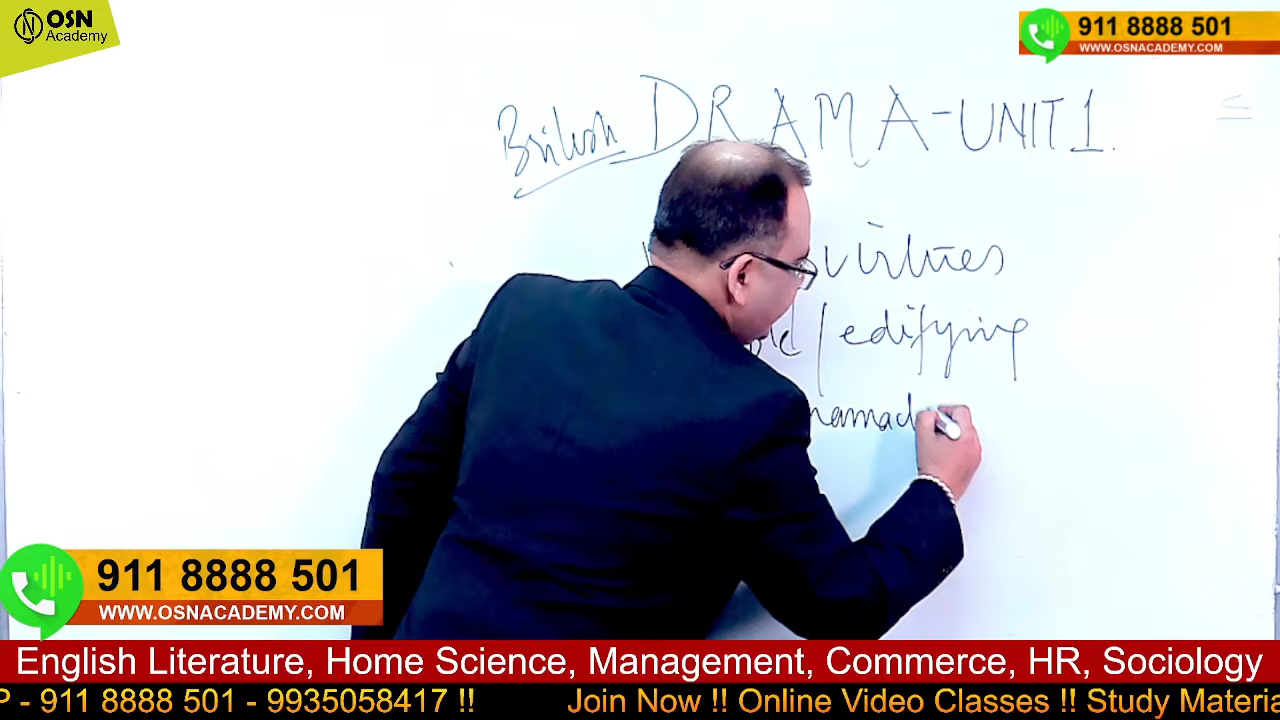 OSN
Academy
911 8888 501
WWW.OSNACADEMY.COM
British DRAMA-UNIT 1.
virtues
/ edifying
911 8888 501
WWW.OSNACADEMY.COM
English Literature, Home Science, Management, Commerce, HR, Sociology
P - 911 8888 501 - 9935058417 !! Join Now !! Online Video Classes !! Study Materia